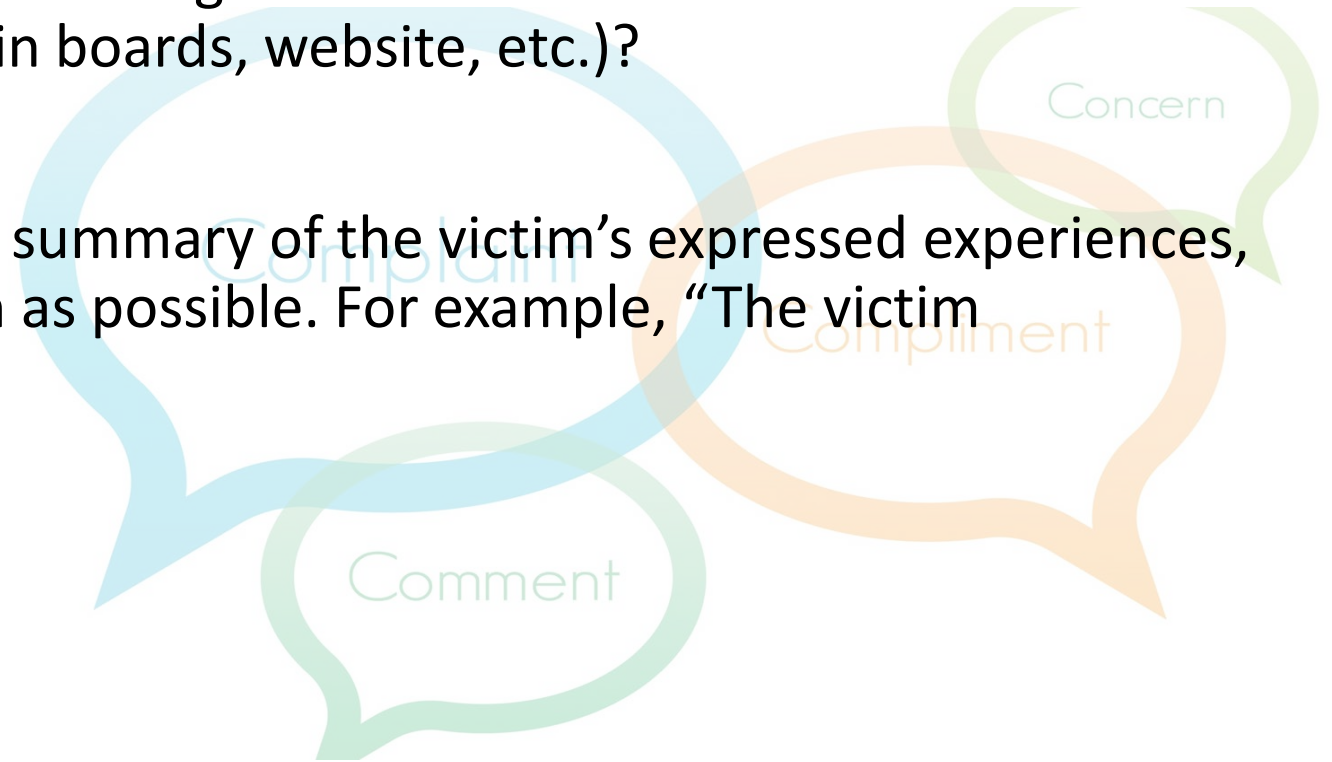 in boards, website, etc.)?
Concern
summary of the victim’s expressed experiences,
Complaint
as possible. For example, “The victim
Compliment
Comment